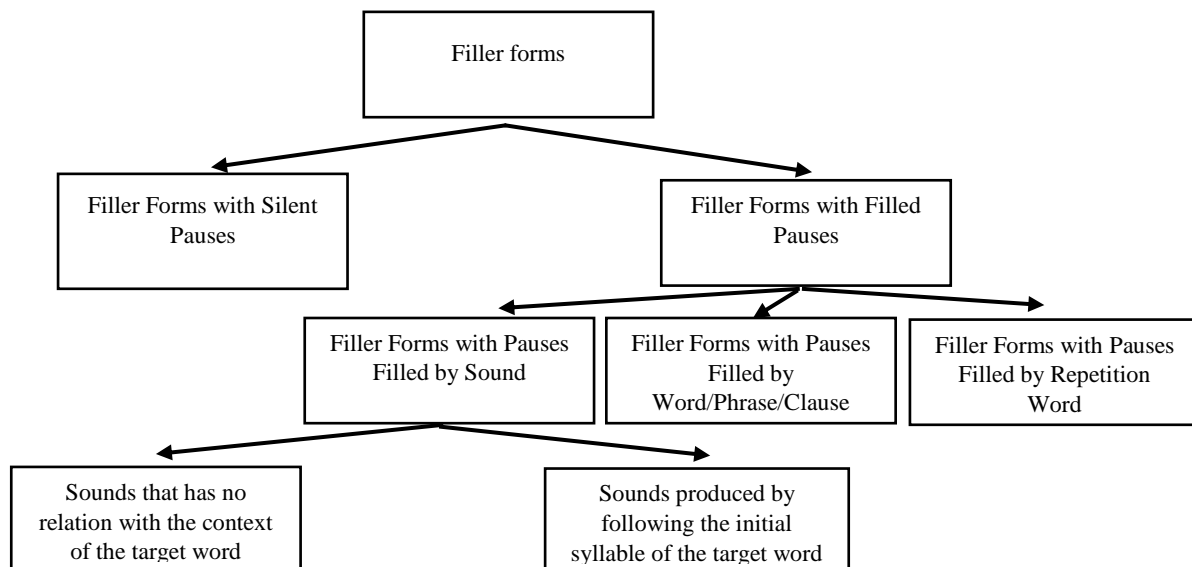 Filler forms
Filler Forms with Silent
Pauses
Filler Forms with Filled
Pauses
Filler Forms with Pauses
Filled by Sound
Filler Forms with Pauses
Filled by
Word/Phrase/Clause
Filler Forms with Pauses
Filled by Repetition
Word
Sounds that has no
relation with the context
of the target word
Sounds produced by
following the initial
syllable of the target word